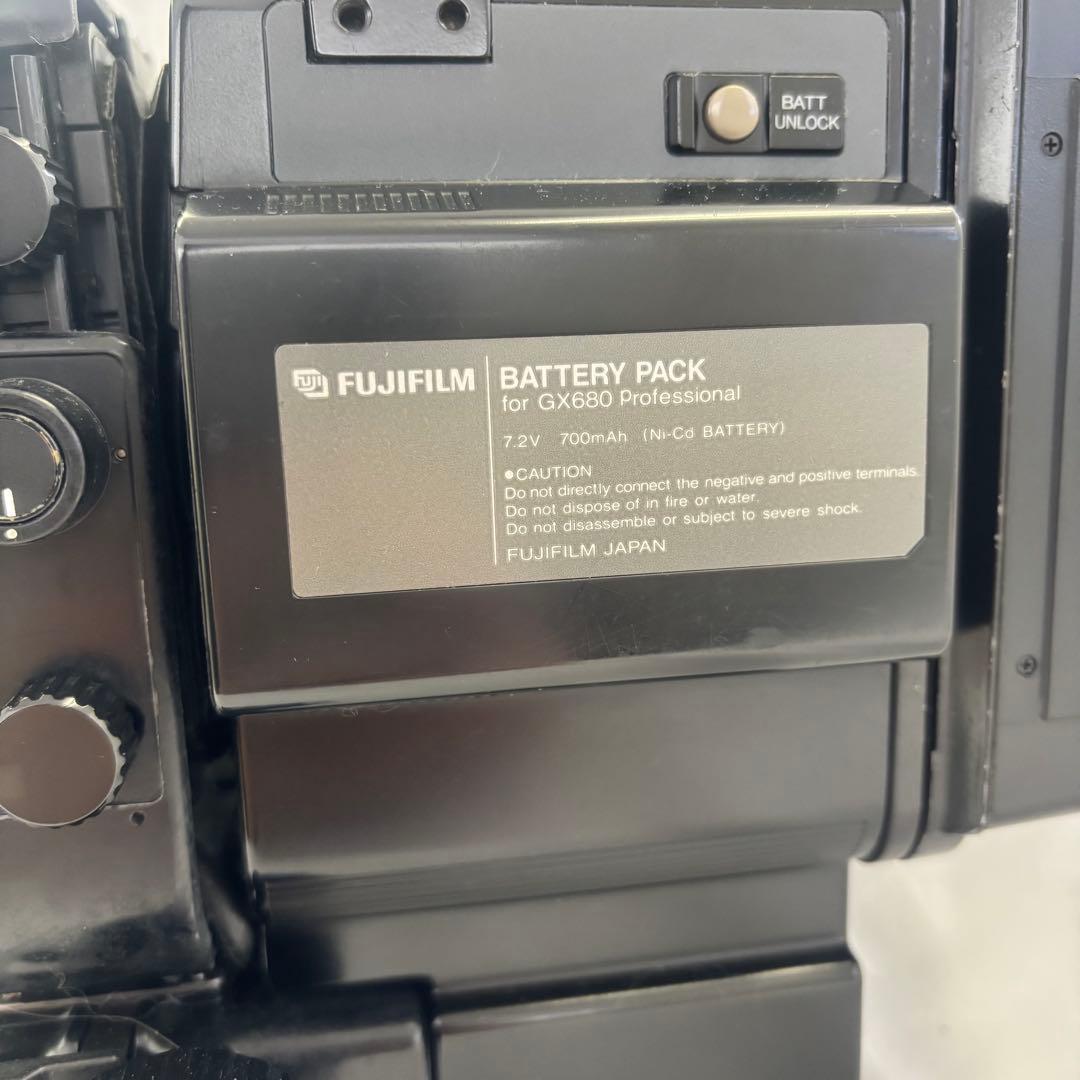 BATT
UNLOCK
Fuji FUJIFILM
BATTERY PACK
for GX680 Professional
7.2V 700mAh (Ni-Cd BATTERY)
●CAUTION
Do not directly connect the negative and positive terminals.
Do not dispose of in fire or water.
Do not disassemble or subject to severe shock.
FUJIFILM JAPAN